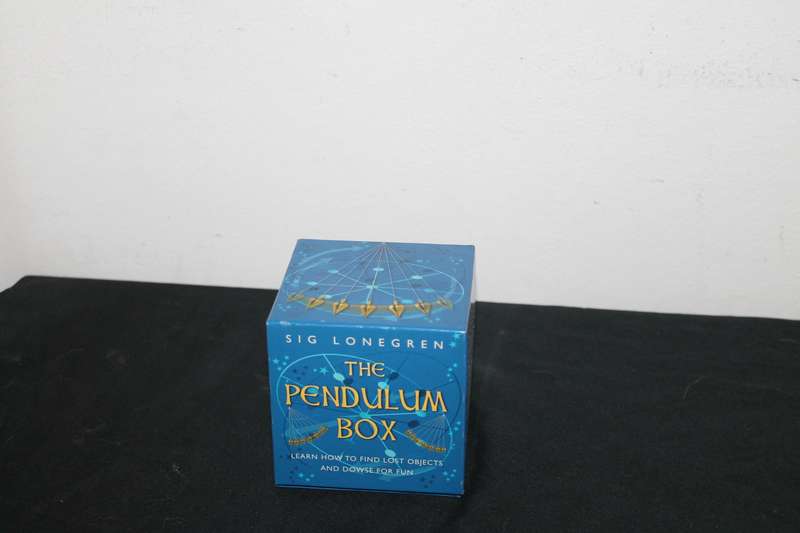 SIG LONEGREN
THE
PENDULUM
BOX
LEARN HOW TO FIND LOST OBJECTS
AND DOWSE FOR FUN